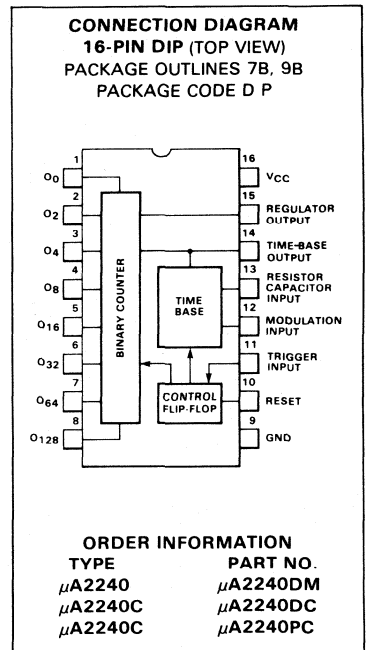 CONNECTION DIAGRAM
16-PIN DIP (TOP VIEW)
PACKAGE OUTLINES 7B, 9B
PACKAGE CODE D P
1
O0
2
O2
3
O4
4
O8
5
O16
6
O32
7
O64
8
O128
BINARY COUNTER
TIME
BASE
CONTROL
FLIP-FLOP
16
VCC
15
REGULATOR
OUTPUT
14
TIME-BASE
OUTPUT
13
RESISTOR
CAPACITOR
INPUT
12
MODULATION
INPUT
11
TRIGGER
INPUT
10
RESET
9
GND
ORDER INFORMATION
TYPE PART NO.
μA2240 μA2240DM
μA2240C μA2240DC
μA2240C μA2240PC